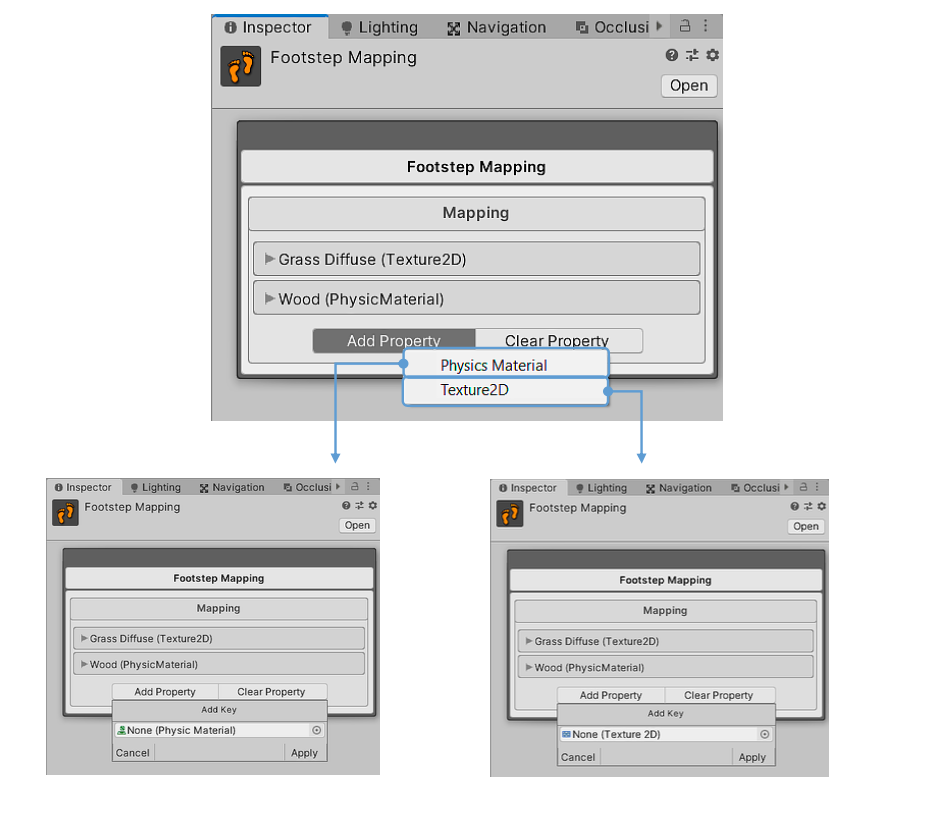 Inspector Lighting Navigation Occlusi
Footstep Mapping
Open
Footstep Mapping
Mapping
Grass Diffuse (Texture2D)
Wood (PhysicMaterial)
Add Property Clear Property
Physics Material
Texture2D
Inspector Lighting Navigation Occlusi
Footstep Mapping
Open
Footstep Mapping
Mapping
Grass Diffuse (Texture2D)
Wood (PhysicMaterial)
Add Property Clear Property
Add Key
None (Physic Material)
Cancel Apply
Inspector Lighting Navigation Occlusi
Footstep Mapping
Open
Footstep Mapping
Mapping
Grass Diffuse (Texture2D)
Wood (PhysicMaterial)
Add Property Clear Property
Add Key
None (Texture 2D)
Cancel Apply